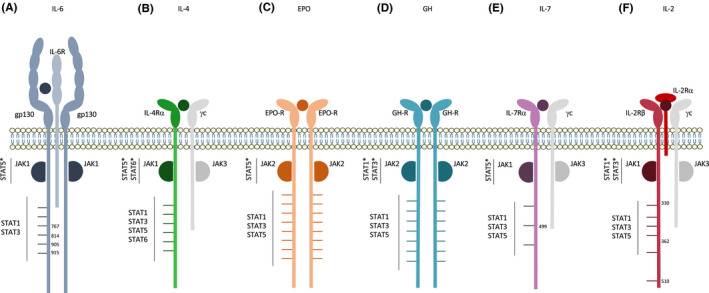 (A) IL-6
IL-6R
gp130 gp130
STAT5*
JAK1 JAK1
STAT1
STAT3
767
814
905
915
(B) IL-4
IL-4Rα γc
STAT5*
STAT6*
JAK1 JAK3
STAT1
STAT3
STAT5
STAT6
(C) EPO
EPO-R EPO-R
STAT5*
JAK2 JAK2
STAT1
STAT3
STAT5
(D) GH
GH-R GH-R
STAT1*
STAT3*
JAK2 JAK2
STAT1
STAT3
STAT5
(E) IL-7
IL-7Rα γc
STAT5*
JAK1 JAK3
STAT1
STAT3
STAT5
499
(F) IL-2
IL-2Rα
IL-2Rβ γc
STAT1*
STAT3*
JAK1 JAK3
STAT1
STAT3
STAT5
330
362
510